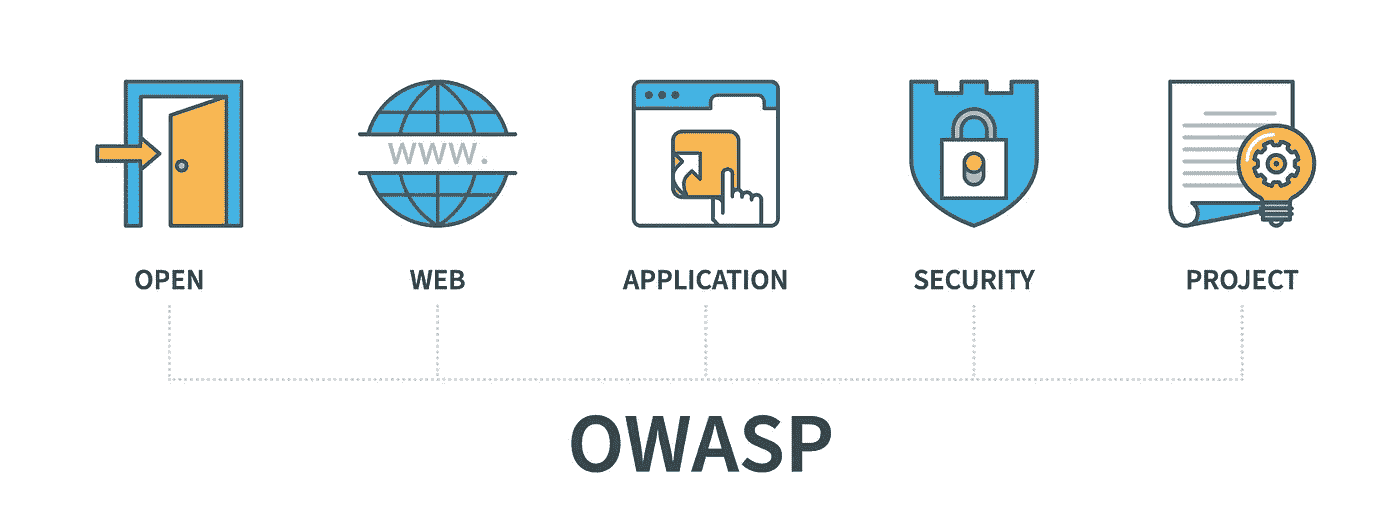 www.
OPEN
WEB
APPLICATION
SECURITY
PROJECT
OWASP